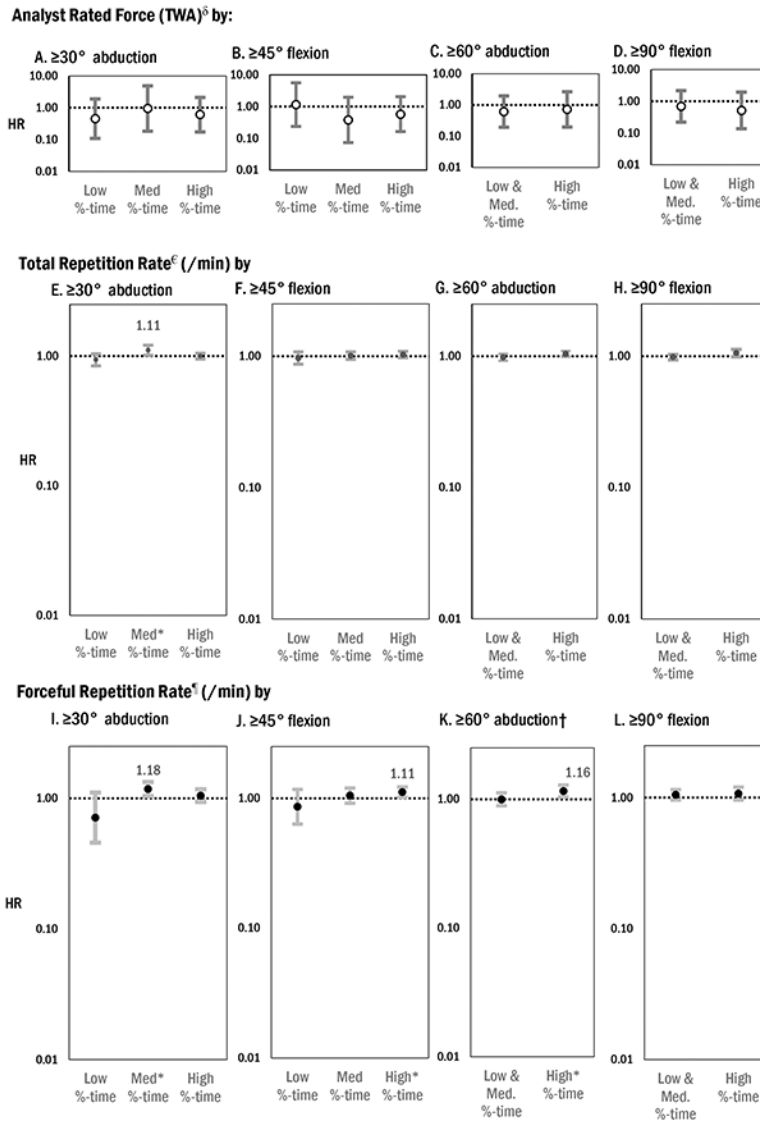 Analyst Rated Force (TWA)δ by:
A. ≥30° abduction
B. ≥45° flexion
C. ≥60° abduction
D. ≥90° flexion
HR
10.00
1.00
0.10
0.01
Low
%-time
Med
%-time
High
%-time
10.00
1.00
0.10
0.01
Low
%-time
Med
%-time
High
%-time
10.00
1.00
0.10
0.01
Low &
Med.
%-time
High
%-time
10.00
1.00
0.10
0.01
Low &
Med.
%-time
High
%-time
Total Repetition Rate€ (/min) by
E. ≥30° abduction
F. ≥45° flexion
G. ≥60° abduction
H. ≥90° flexion
HR
1.00
0.10
0.01
1.11
Low
%-time
Med*
%-time
High
%-time
1.00
0.10
0.01
Low
%-time
Med
%-time
High
%-time
1.00
0.10
0.01
Low &
Med.
%-time
High
%-time
1.00
0.10
0.01
Low &
Med.
%-time
High
%-time
Forceful Repetition Rate¶ (/min) by
I. ≥30° abduction
J. ≥45° flexion
K. ≥60° abduction†
L. ≥90° flexion
HR
1.00
0.10
0.01
1.18
Low
%-time
Med*
%-time
High
%-time
1.00
0.10
0.01
1.11
Low
%-time
Med
%-time
High*
%-time
1.00
0.10
0.01
1.16
Low &
Med.
%-time
High*
%-time
1.00
0.10
0.01
Low &
Med.
%-time
High
%-time